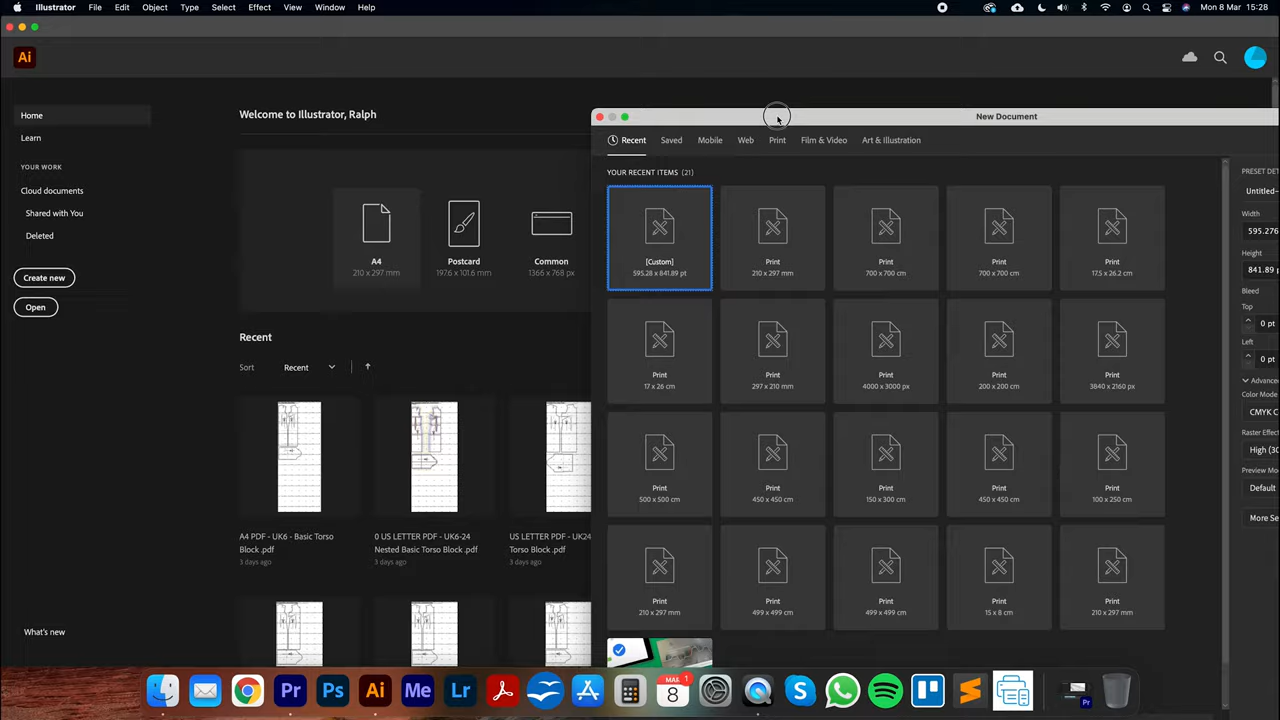 Illustrator File Edit Object Type Select Effect View Window Help
Mon 8 Mar 15:28
Ai
Home
Learn
YOUR WORK
Cloud documents
Shared with You
Deleted
Create new
Open
What's new
Welcome to Illustrator, Ralph
A4
210 x 297 mm
Postcard
197.6 x 101.6 mm
Common
1366 x 768 px
Recent
Sort Recent
A4 PDF - UK6 - Basic Torso
Block .pdf
3 days ago
0 US LETTER PDF - UK6-24
Nested Basic Torso Block .pdf
3 days ago
US LETTER PDF - UK24
Torso Block .pdf
3 days ago
New Document
Recent Saved Mobile Web Print Film & Video Art & Illustration
YOUR RECENT ITEMS (21)
[Custom]
595.28 x 841.89 pt
Print
210 x 297 mm
Print
700 x 700 cm
Print
700 x 700 cm
Print
17.5 x 26.2 cm
Print
17 x 26 cm
Print
297 x 210 mm
Print
4000 x 3000 px
Print
200 x 200 cm
Print
3840 x 2160 px
Print
500 x 500 cm
Print
450 x 450 cm
Print
150 x 300 cm
Print
450 x 450 cm
Print
100 x 250 cm
Print
210 x 297 mm
Print
499 x 499 cm
Print
499 x 499 cm
Print
15 x 8 cm
Print
210 x 297 mm
PRESET DET
Untitled-
Width
595.276
Height
841.89
Bleed
Top
0 pt
Left
0 pt
Advanc
Color Mode
CMYK C
Raster Effect
High (30
Preview Mo
Default
More Se
Pr Ps Ai Me Lr
MAR
8
1
Pr